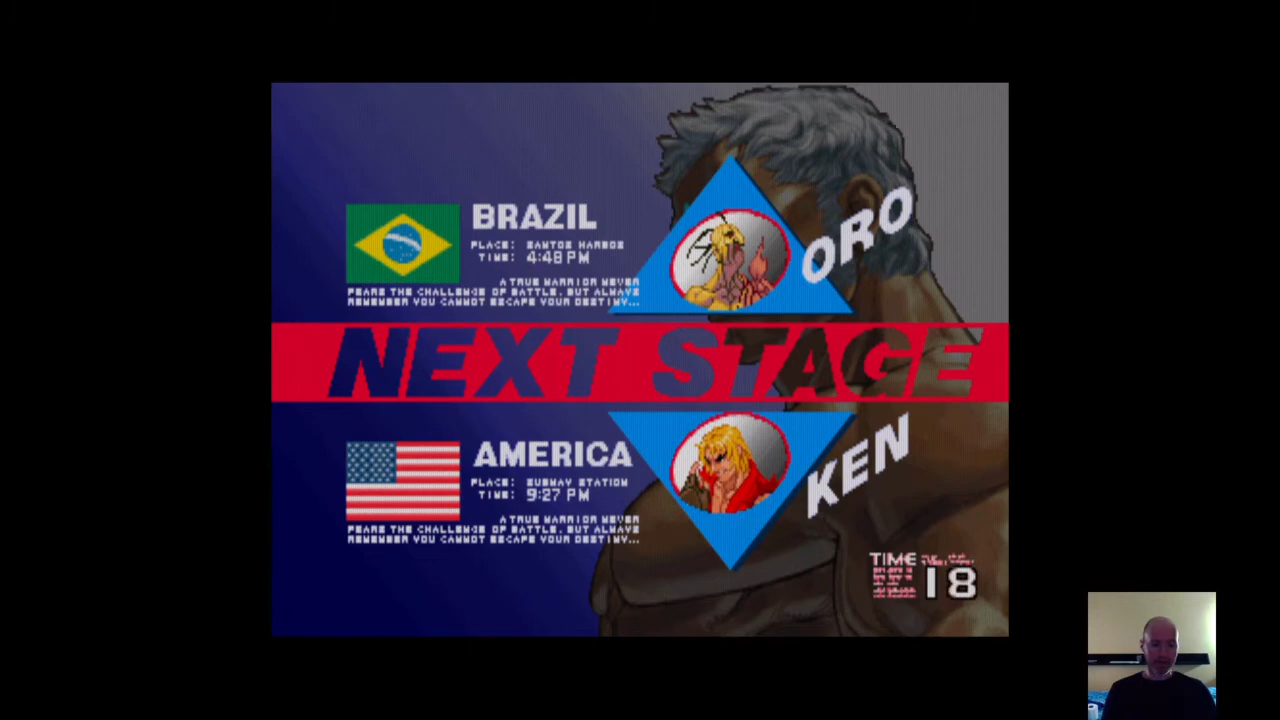 BRAZIL
PLACE: SANTOS HARBOR
TIME: 4:48 PM
A TRUE WARRIOR NEVER
FEARS THE CHALLENGE OF BATTLE, BUT ALWAYS
REMEMBER YOU CANNOT ESCAPE YOUR DESTINY...
ORO
NEXT STAGE
AMERICA
PLACE: SUBWAY STATION
TIME: 9:27 PM
A TRUE WARRIOR NEVER
FEARS THE CHALLENGE OF BATTLE, BUT ALWAYS
REMEMBER YOU CANNOT ESCAPE YOUR DESTINY...
KEN
TIME
18